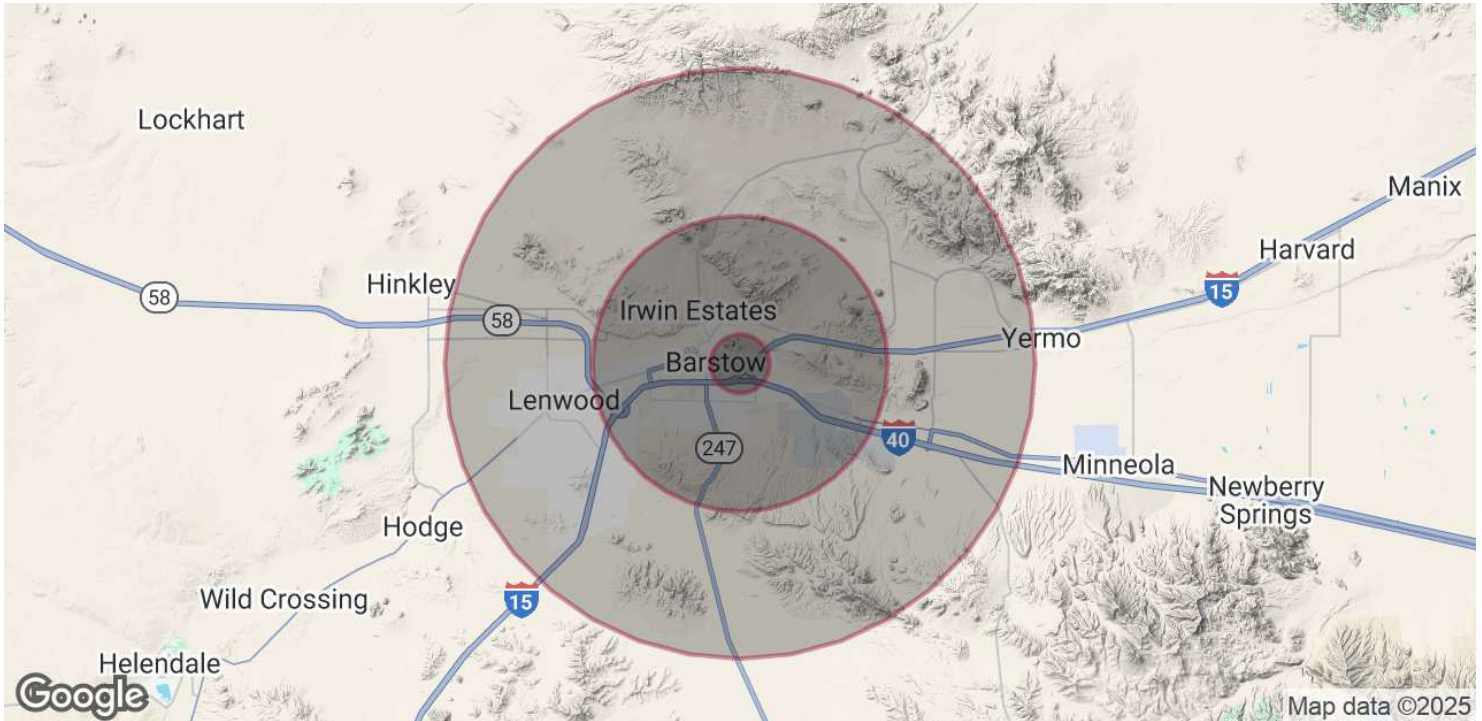 Lockhart
Manix
Harvard
15
Hinkley
58
58
Irwin Estates
Yermo
Barstow
Lenwood
40
247
Minneola
Newberry
Springs
Hodge
15
Wild Crossing
Helendale
Google
Map data ©2025